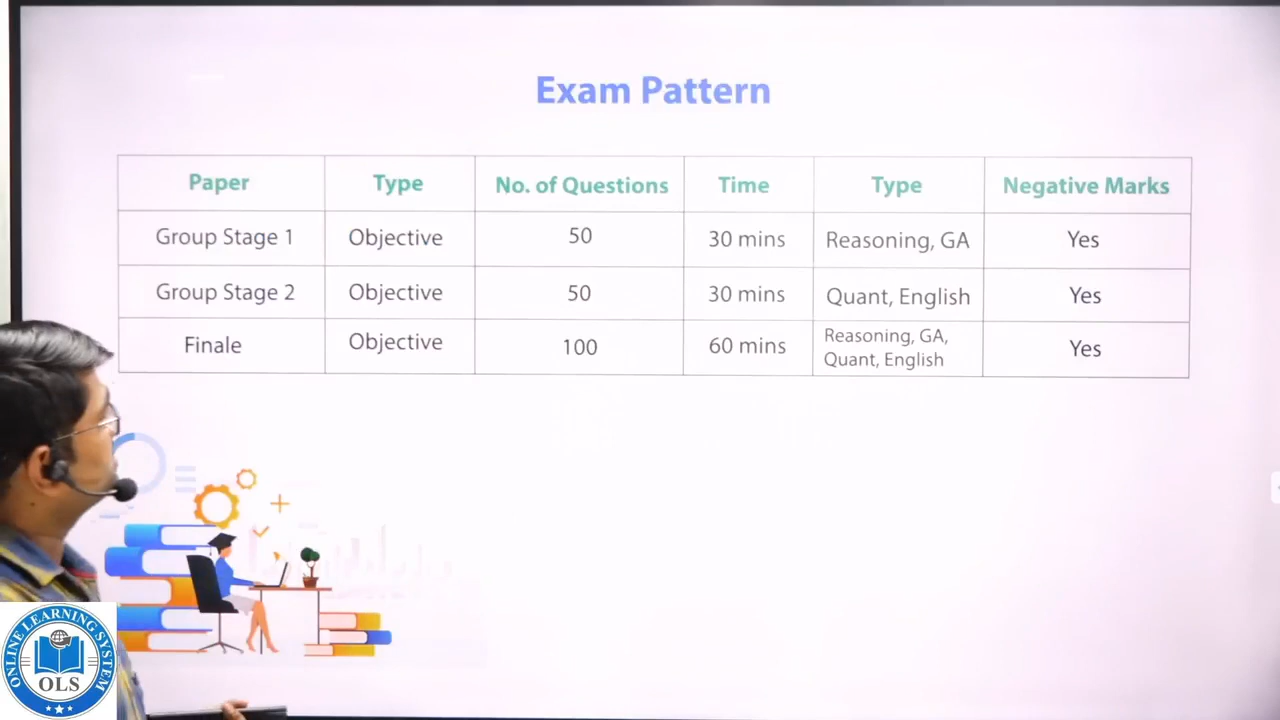 Exam Pattern
Paper Type No. of Questions Time Type Negative Marks
Group Stage 1 Objective 50 30 mins Reasoning, GA Yes
Group Stage 2 Objective 50 30 mins Quant, English Yes
Finale Objective 100 60 mins Reasoning, GA, Quant, English Yes
ONLINE LEARNING SYSTEM
OLS